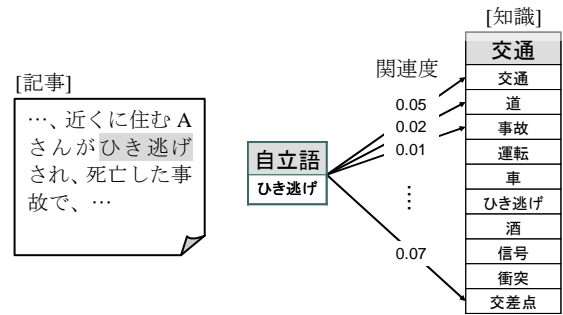 [記事]
…、近くに住む A
さんがひき逃げ
され、死亡した事
故で、…
自立語
ひき逃げ
関連度
0.05
0.02
0.01
⋮
0.07
[知識]
交通
交通
道
事故
運転
車
ひき逃げ
酒
信号
衝突
交差点